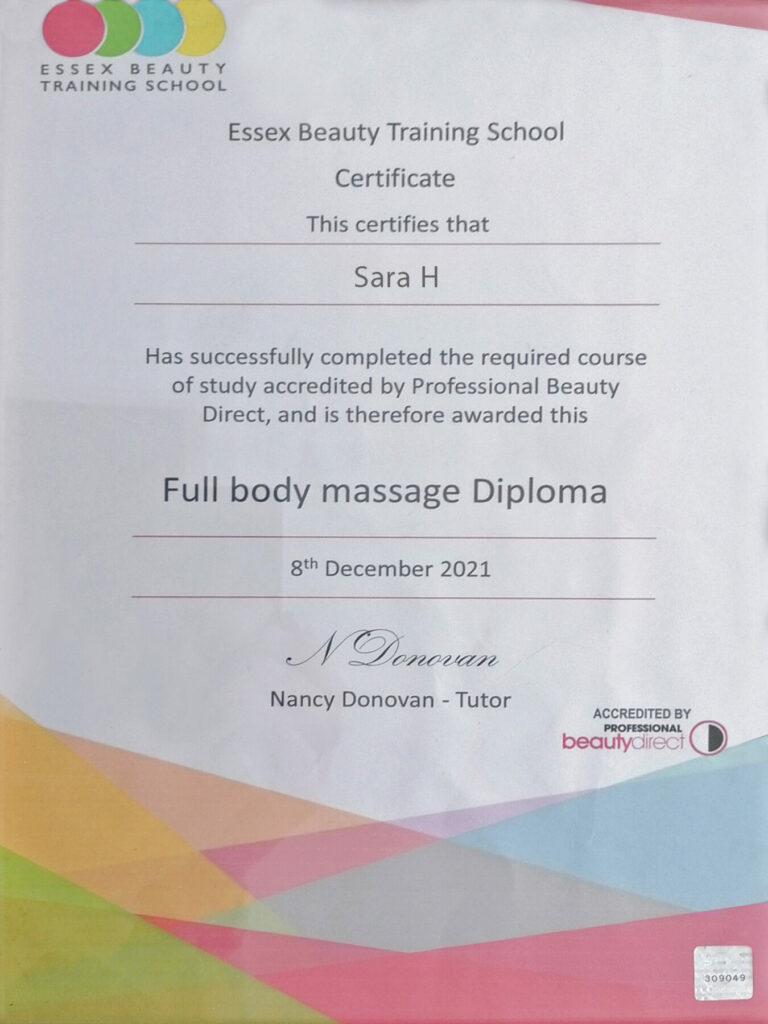 ESSEX BEAUTY
TRAINING SCHOOL
Essex Beauty Training School
Certificate
This certifies that
Sara H
Has successfully completed the required course
of study accredited by Professional Beauty
Direct, and is therefore awarded this
Full body massage Diploma
8th December 2021
N Donovan
Nancy Donovan - Tutor
ACCREDITED BY
PROFESSIONAL
beautydirect
309049